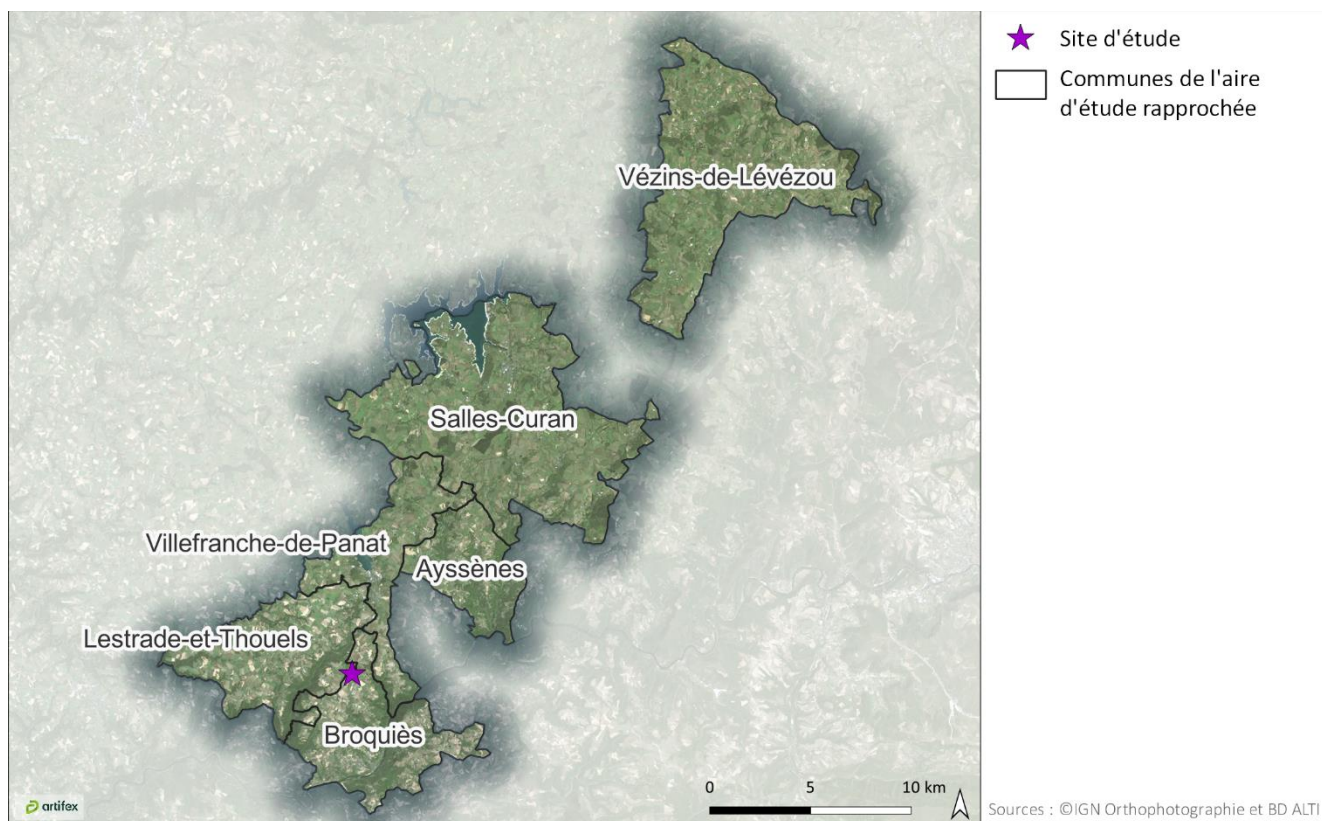 Site d'étude
Communes de l'aire
d'étude rapprochée
Vézins-de-Lévézou
Salles-Curan
Villefranche-de-Panat
Ayssènes
Lestrade-et-Thouels
Broquiès
0 5 10 km
artifex
Sources : ©IGN Orthophotographie et BD ALTI